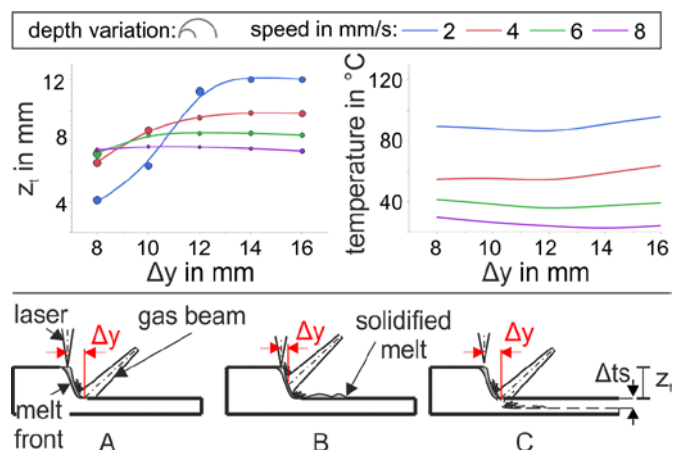 depth variation:
speed in mm/s: 2 4 6 8
12
8
4
zₜ in mm
8 10 12 14 16
Δy in mm
120
80
40
temperature in °C
8 10 12 14 16
Δy in mm
laser
Δy
gas beam
melt
front
A
Δy
solidified
melt
B
Δy
Δts
zₜ
C